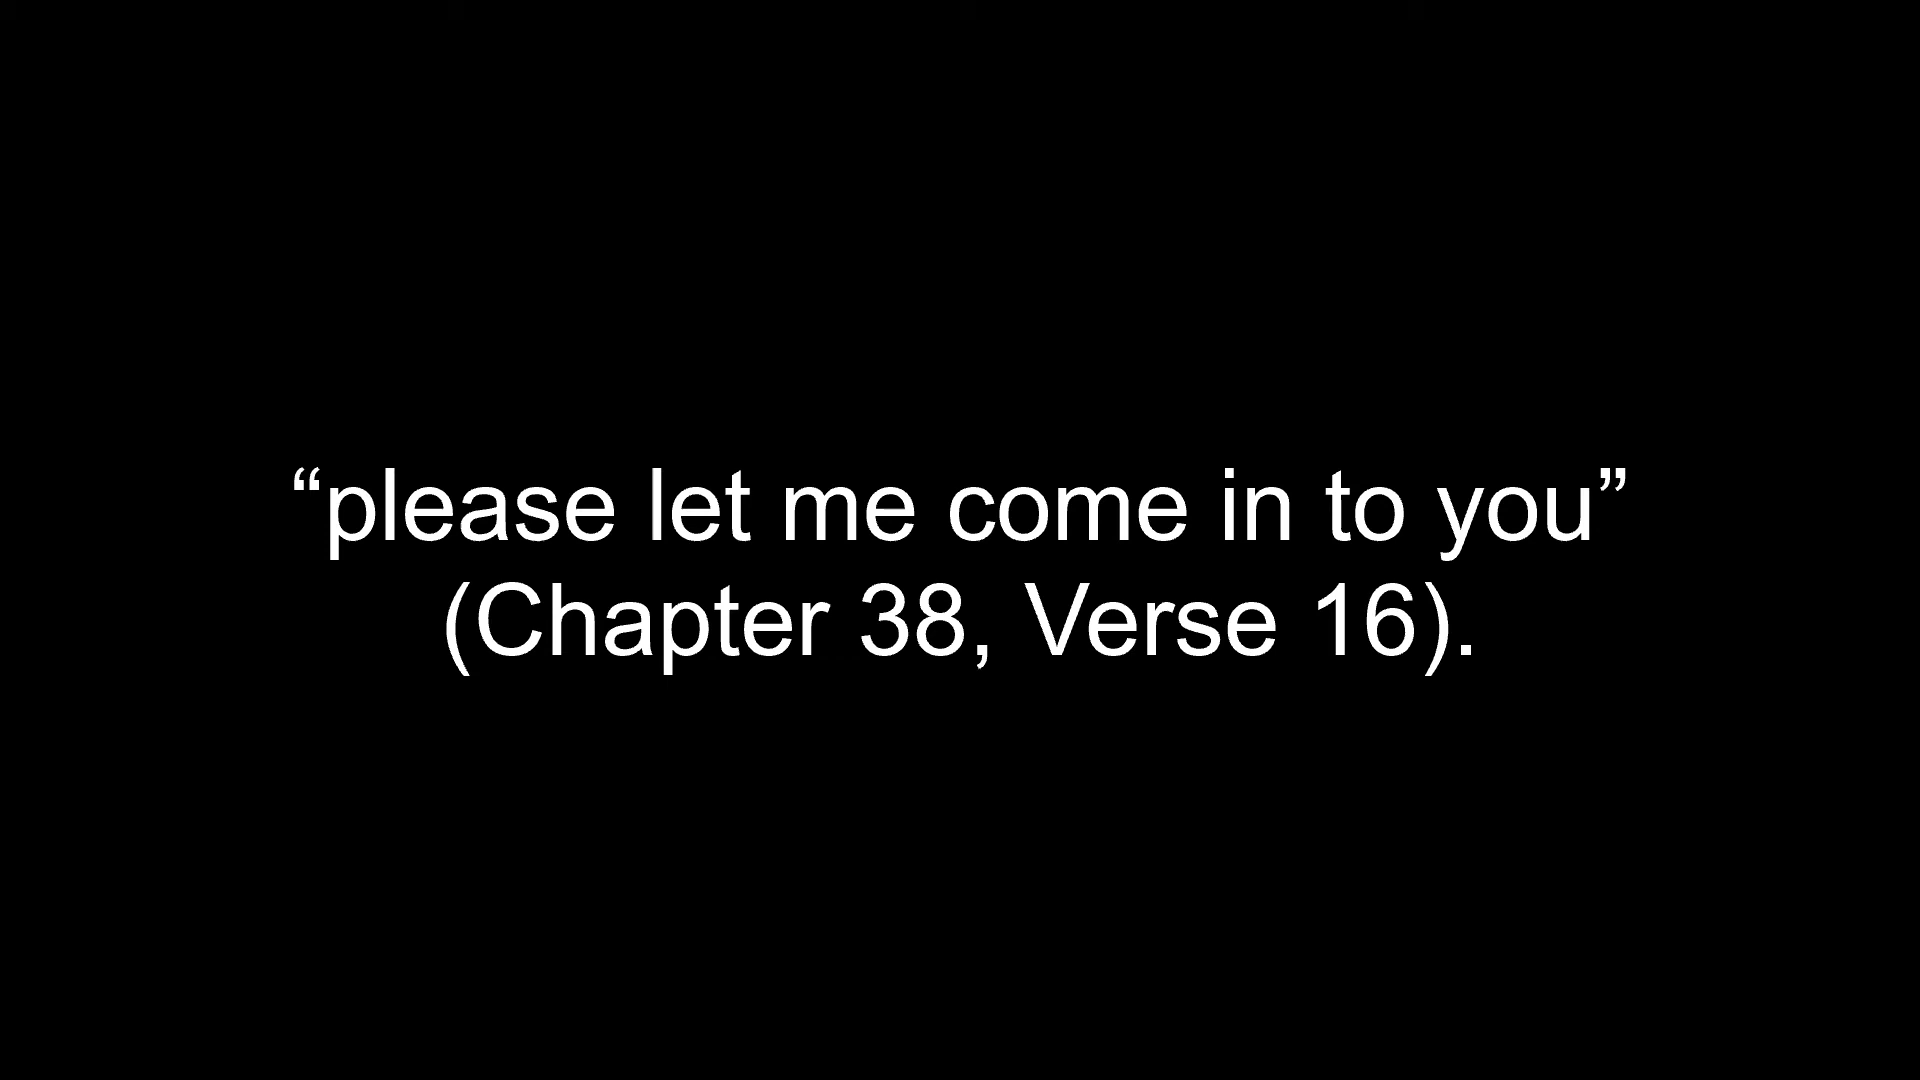 “please let me come in to you”
(Chapter 38, Verse 16).